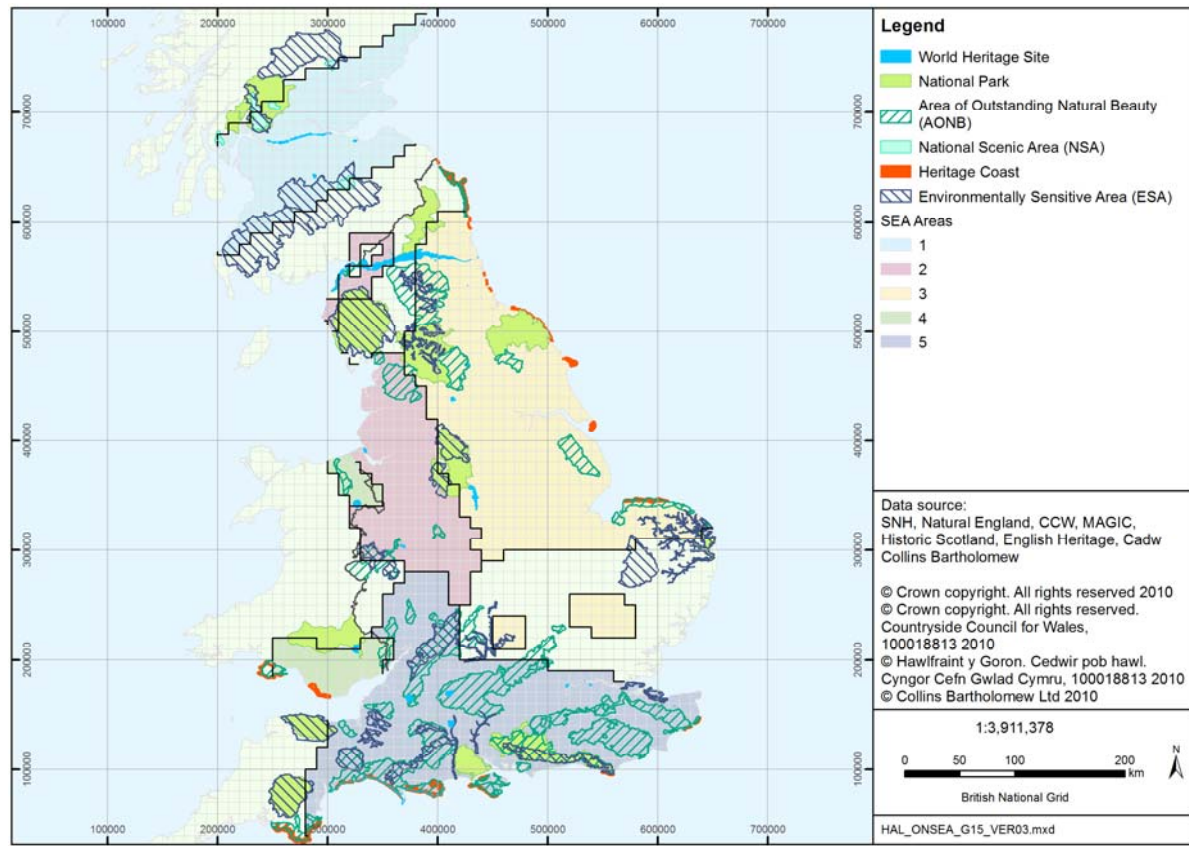 100000 200000 300000 400000 500000 600000 700000
700000
600000
500000
400000
300000
200000
100000
700000
600000
500000
400000
300000
200000
100000
100000 200000 300000 400000 500000 600000 700000
Legend
World Heritage Site
National Park
Area of Outstanding Natural Beauty
(AONB)
National Scenic Area (NSA)
Heritage Coast
Environmentally Sensitive Area (ESA)
SEA Areas
1
2
3
4
5
Data source:
SNH, Natural England, CCW, MAGIC,
Historic Scotland, English Heritage, Cadw
Collins Bartholomew
© Crown copyright. All rights reserved 2010
© Crown copyright. All rights reserved.
Countryside Council for Wales,
100018813 2010
© Hawlfraint y Goron. Cedwir pob hawl.
Cyngor Cefn Gwlad Cymru, 100018813 2010
© Collins Bartholomew Ltd 2010
1:3,911,378
0 50 100 200
km
N
British National Grid
HAL_ONSEA_G15_VER03.mxd